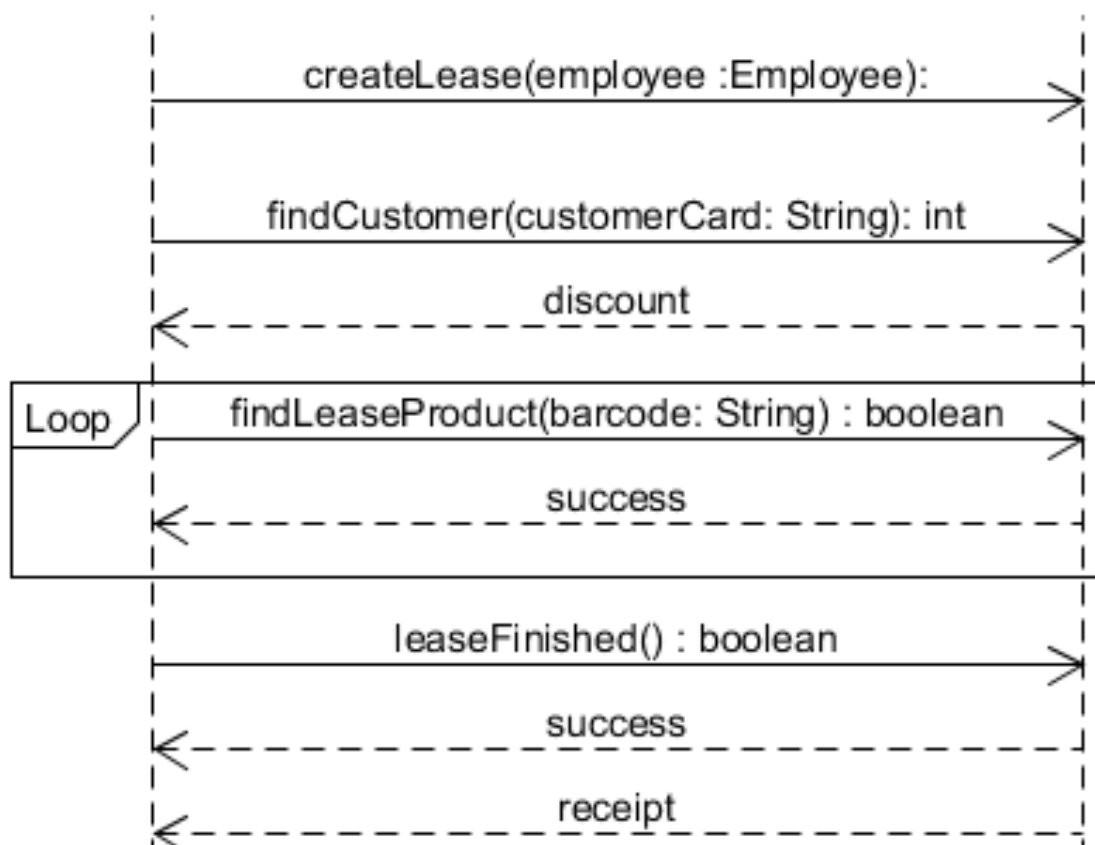 createLease(employee :Employee):
findCustomer(customerCard: String): int
discount
Loop
findLeaseProduct(barcode: String) : boolean
success
leaseFinished() : boolean
success
receipt